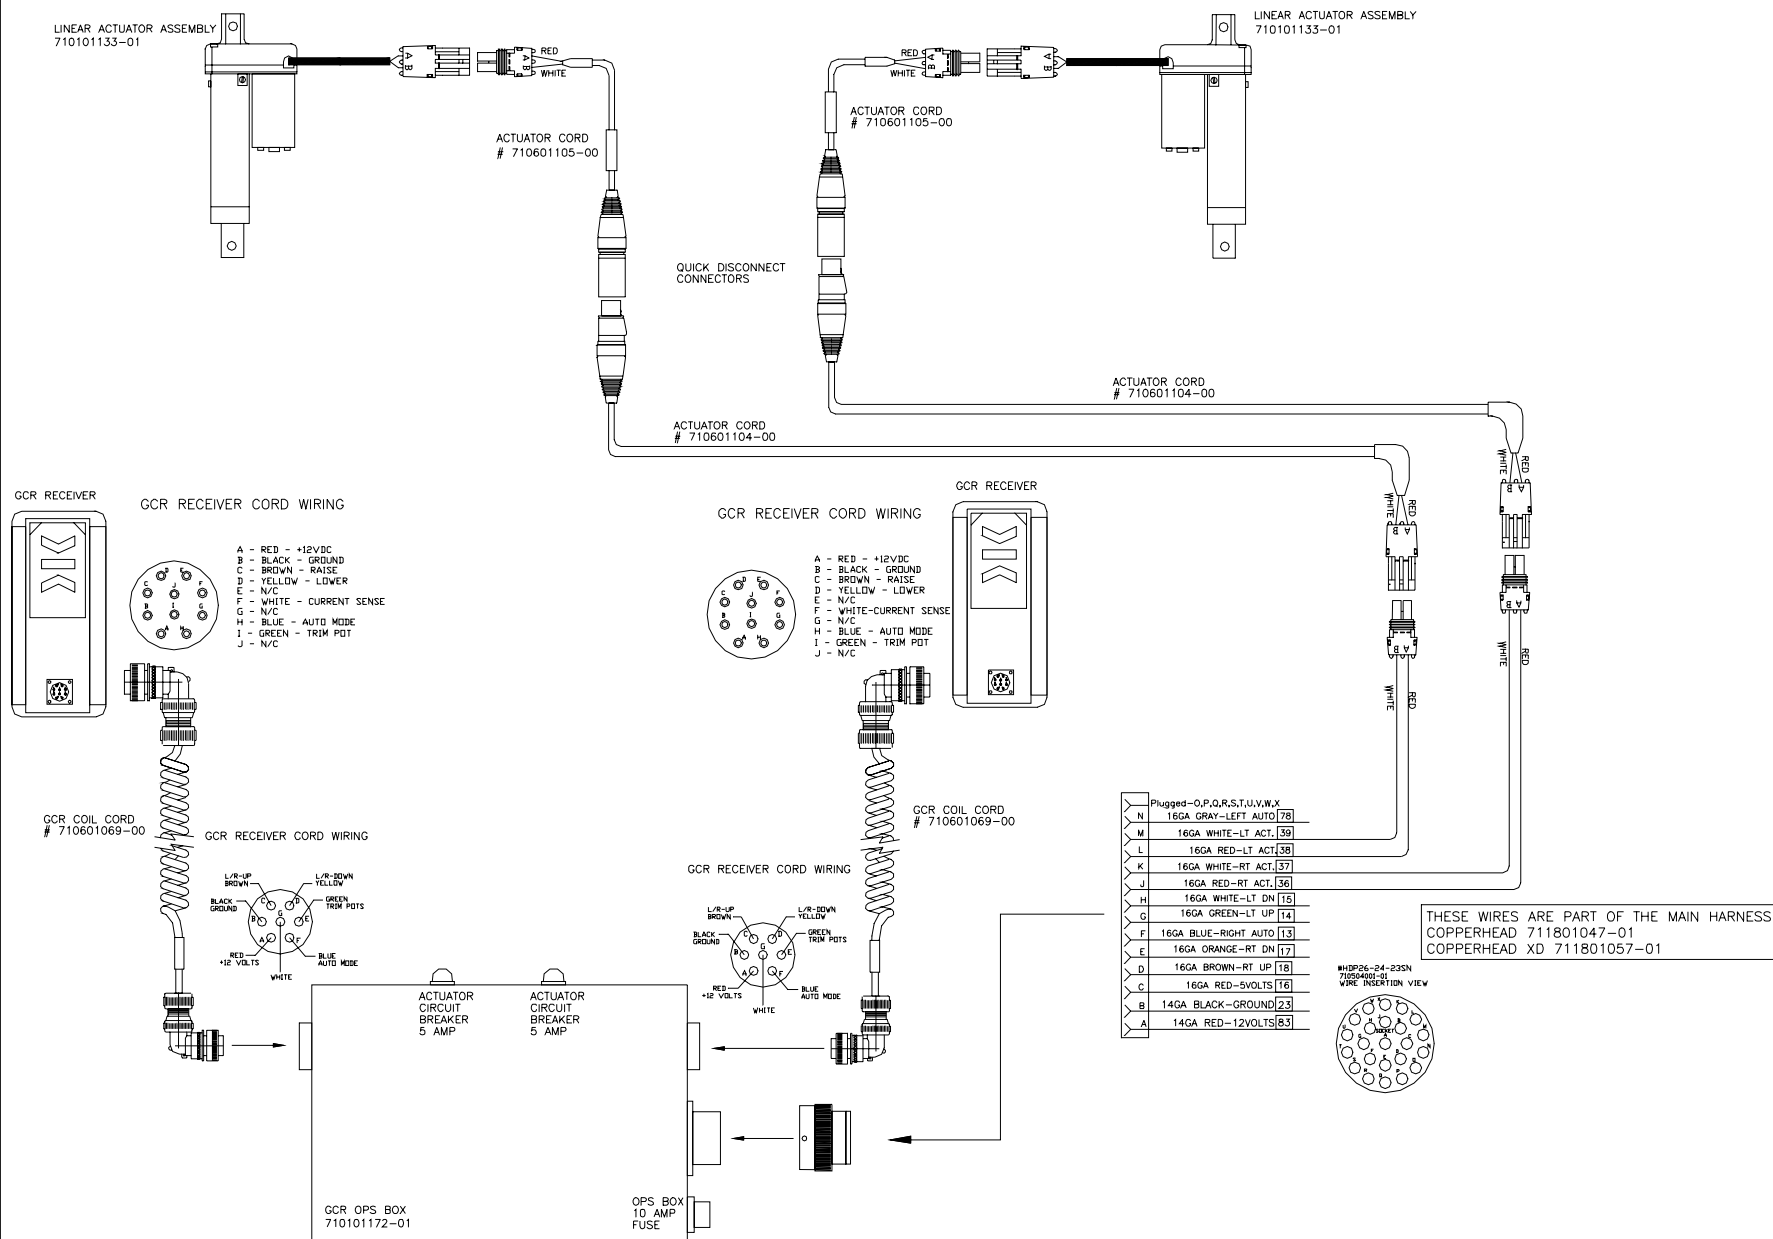 LINEAR ACTUATOR ASSEMBLY
710101133-01
A
B
A
B
RED
WHITE
ACTUATOR CORD
# 710601105-00
RED
WHITE
A
B
A
B
LINEAR ACTUATOR ASSEMBLY
710101133-01
ACTUATOR CORD
# 710601105-00
QUICK DISCONNECT
CONNECTORS
ACTUATOR CORD
# 710601104-00
ACTUATOR CORD
# 710601104-00
WHITE
RED
B A
WHITE
RED
B A
WHITE
RED
B A
WHITE
RED
B A
GCR RECEIVER
GCR RECEIVER CORD WIRING
A - RED - +12VDC
B - BLACK - GROUND
C - BROWN - RAISE
D - YELLOW - LOWER
E - N/C
F - WHITE - CURRENT SENSE
G - N/C
H - BLUE - AUTO MODE
I - GREEN - TRIM POT
J - N/C
D E
C J F
B I G
A H
GCR RECEIVER
GCR RECEIVER CORD WIRING
A - RED - +12VDC
B - BLACK - GROUND
C - BROWN - RAISE
D - YELLOW - LOWER
E - N/C
F - WHITE-CURRENT SENSE
G - N/C
H - BLUE - AUTO MODE
I - GREEN - TRIM POT
J - N/C
D E
C J F
B I G
A H
GCR COIL CORD
# 710601069-00
GCR RECEIVER CORD WIRING
L/R-UP
BROWN
L/R-DOWN
YELLOW
BLACK
GROUND
GREEN
TRIM POTS
C D
B G E
A F
RED
+12 VOLTS
BLUE
AUTO MODE
WHITE
GCR COIL CORD
# 710601069-00
GCR RECEIVER CORD WIRING
L/R-UP
BROWN
L/R-DOWN
YELLOW
BLACK
GROUND
GREEN
TRIM POTS
C D
B G E
A F
RED
+12 VOLTS
BLUE
AUTO MODE
WHITE
Plugged-O,P,Q,R,S,T,U,V,W,X
N 16GA GRAY-LEFT AUTO 78
M 16GA WHITE-LT ACT. 39
L 16GA RED-LT ACT. 38
K 16GA WHITE-RT ACT. 37
J 16GA RED-RT ACT. 36
H 16GA WHITE-LT DN 15
G 16GA GREEN-LT UP 14
F 16GA BLUE-RIGHT AUTO 13
E 16GA ORANGE-RT DN 17
D 16GA BROWN-RT UP 18
C 16GA RED-5VOLTS 16
B 14GA BLACK-GROUND 23
A 14GA RED-12VOLTS 83
THESE WIRES ARE PART OF THE MAIN HARNESS
COPPERHEAD 711801047-01
COPPERHEAD XD 711801057-01
#HDP26-24-23SN
710504001-01
WIRE INSERTION VIEW
SOCKET
ACTUATOR
CIRCUIT
BREAKER
5 AMP
ACTUATOR
CIRCUIT
BREAKER
5 AMP
GCR OPS BOX
710101172-01
OPS BOX
10 AMP
FUSE